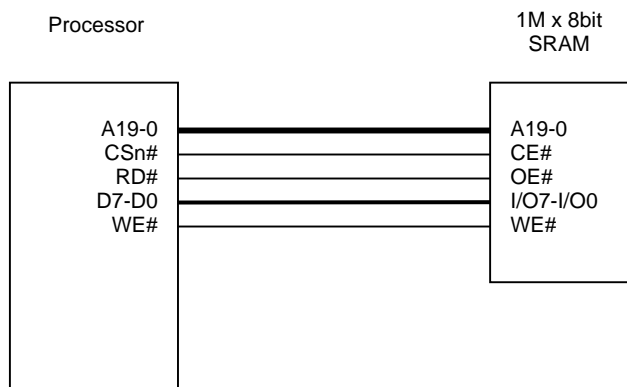 Processor
1M x 8bit
SRAM
A19-0
CSn#
RD#
D7-D0
WE#
A19-0
CE#
OE#
I/O7-I/O0
WE#